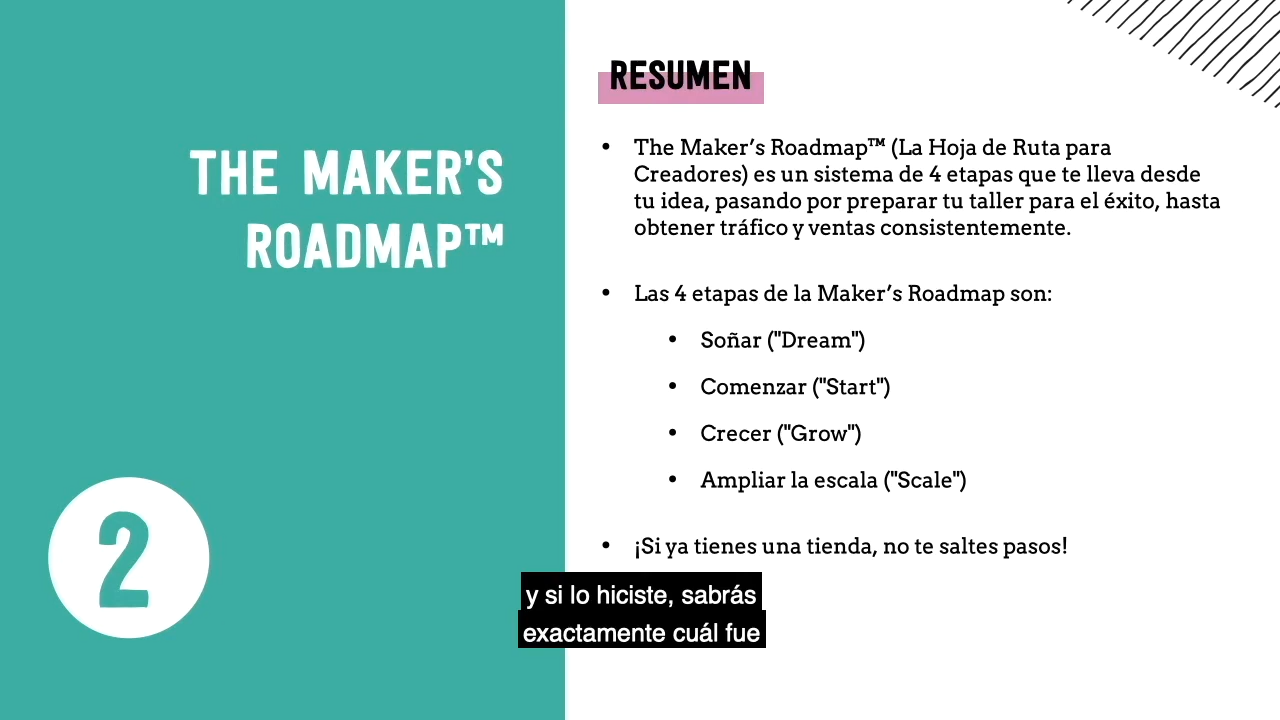 THE MAKER'S
ROADMAP™
2
RESUMEN
• The Maker's Roadmap™ (La Hoja de Ruta para
Creadores) es un sistema de 4 etapas que te lleva desde
tu idea, pasando por preparar tu taller para el éxito, hasta
obtener tráfico y ventas consistentemente.
• Las 4 etapas de la Maker's Roadmap son:
• Soñar ("Dream")
• Comenzar ("Start")
• Crecer ("Grow")
• Ampliar la escala ("Scale")
• ¡Si ya tienes una tienda, no te saltes pasos!
y si lo hiciste, sabrás
exactamente cuál fue